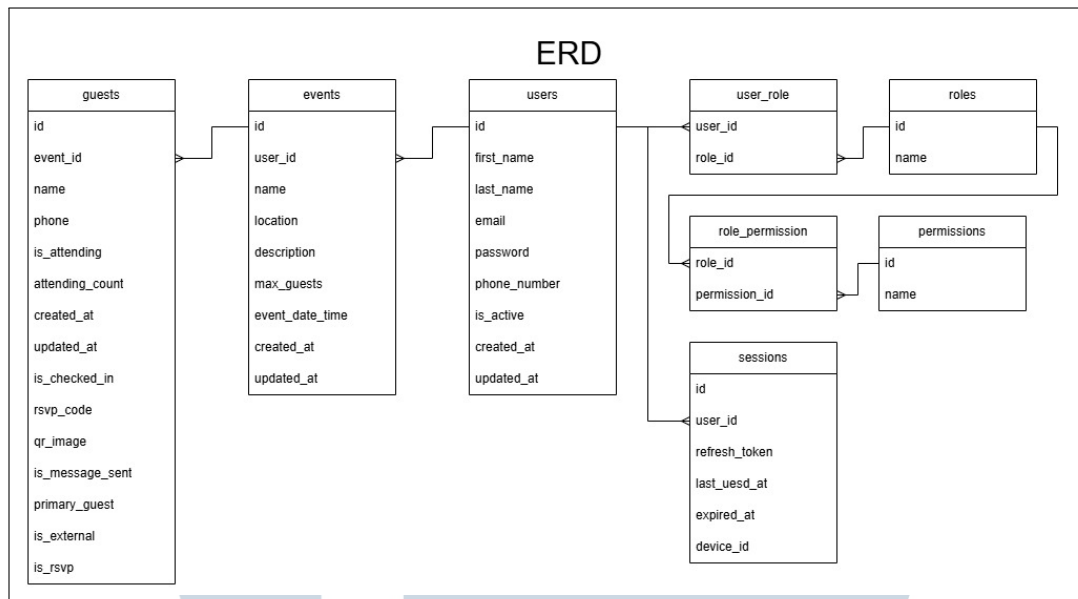 ERD
guests
id
event_id
name
phone
is_attending
attending_count
created_at
updated_at
is_checked_in
rsvp_code
qr_image
is_message_sent
primary_guest
is_external
is_rsvp
events
id
user_id
name
location
description
max_guests
event_date_time
created_at
updated_at
users
id
first_name
last_name
email
password
phone_number
is_active
created_at
updated_at
user_role
user_id
role_id
roles
id
name
role_permission
role_id
permission_id
permissions
id
name
sessions
id
user_id
refresh_token
last_uesd_at
expired_at
device_id